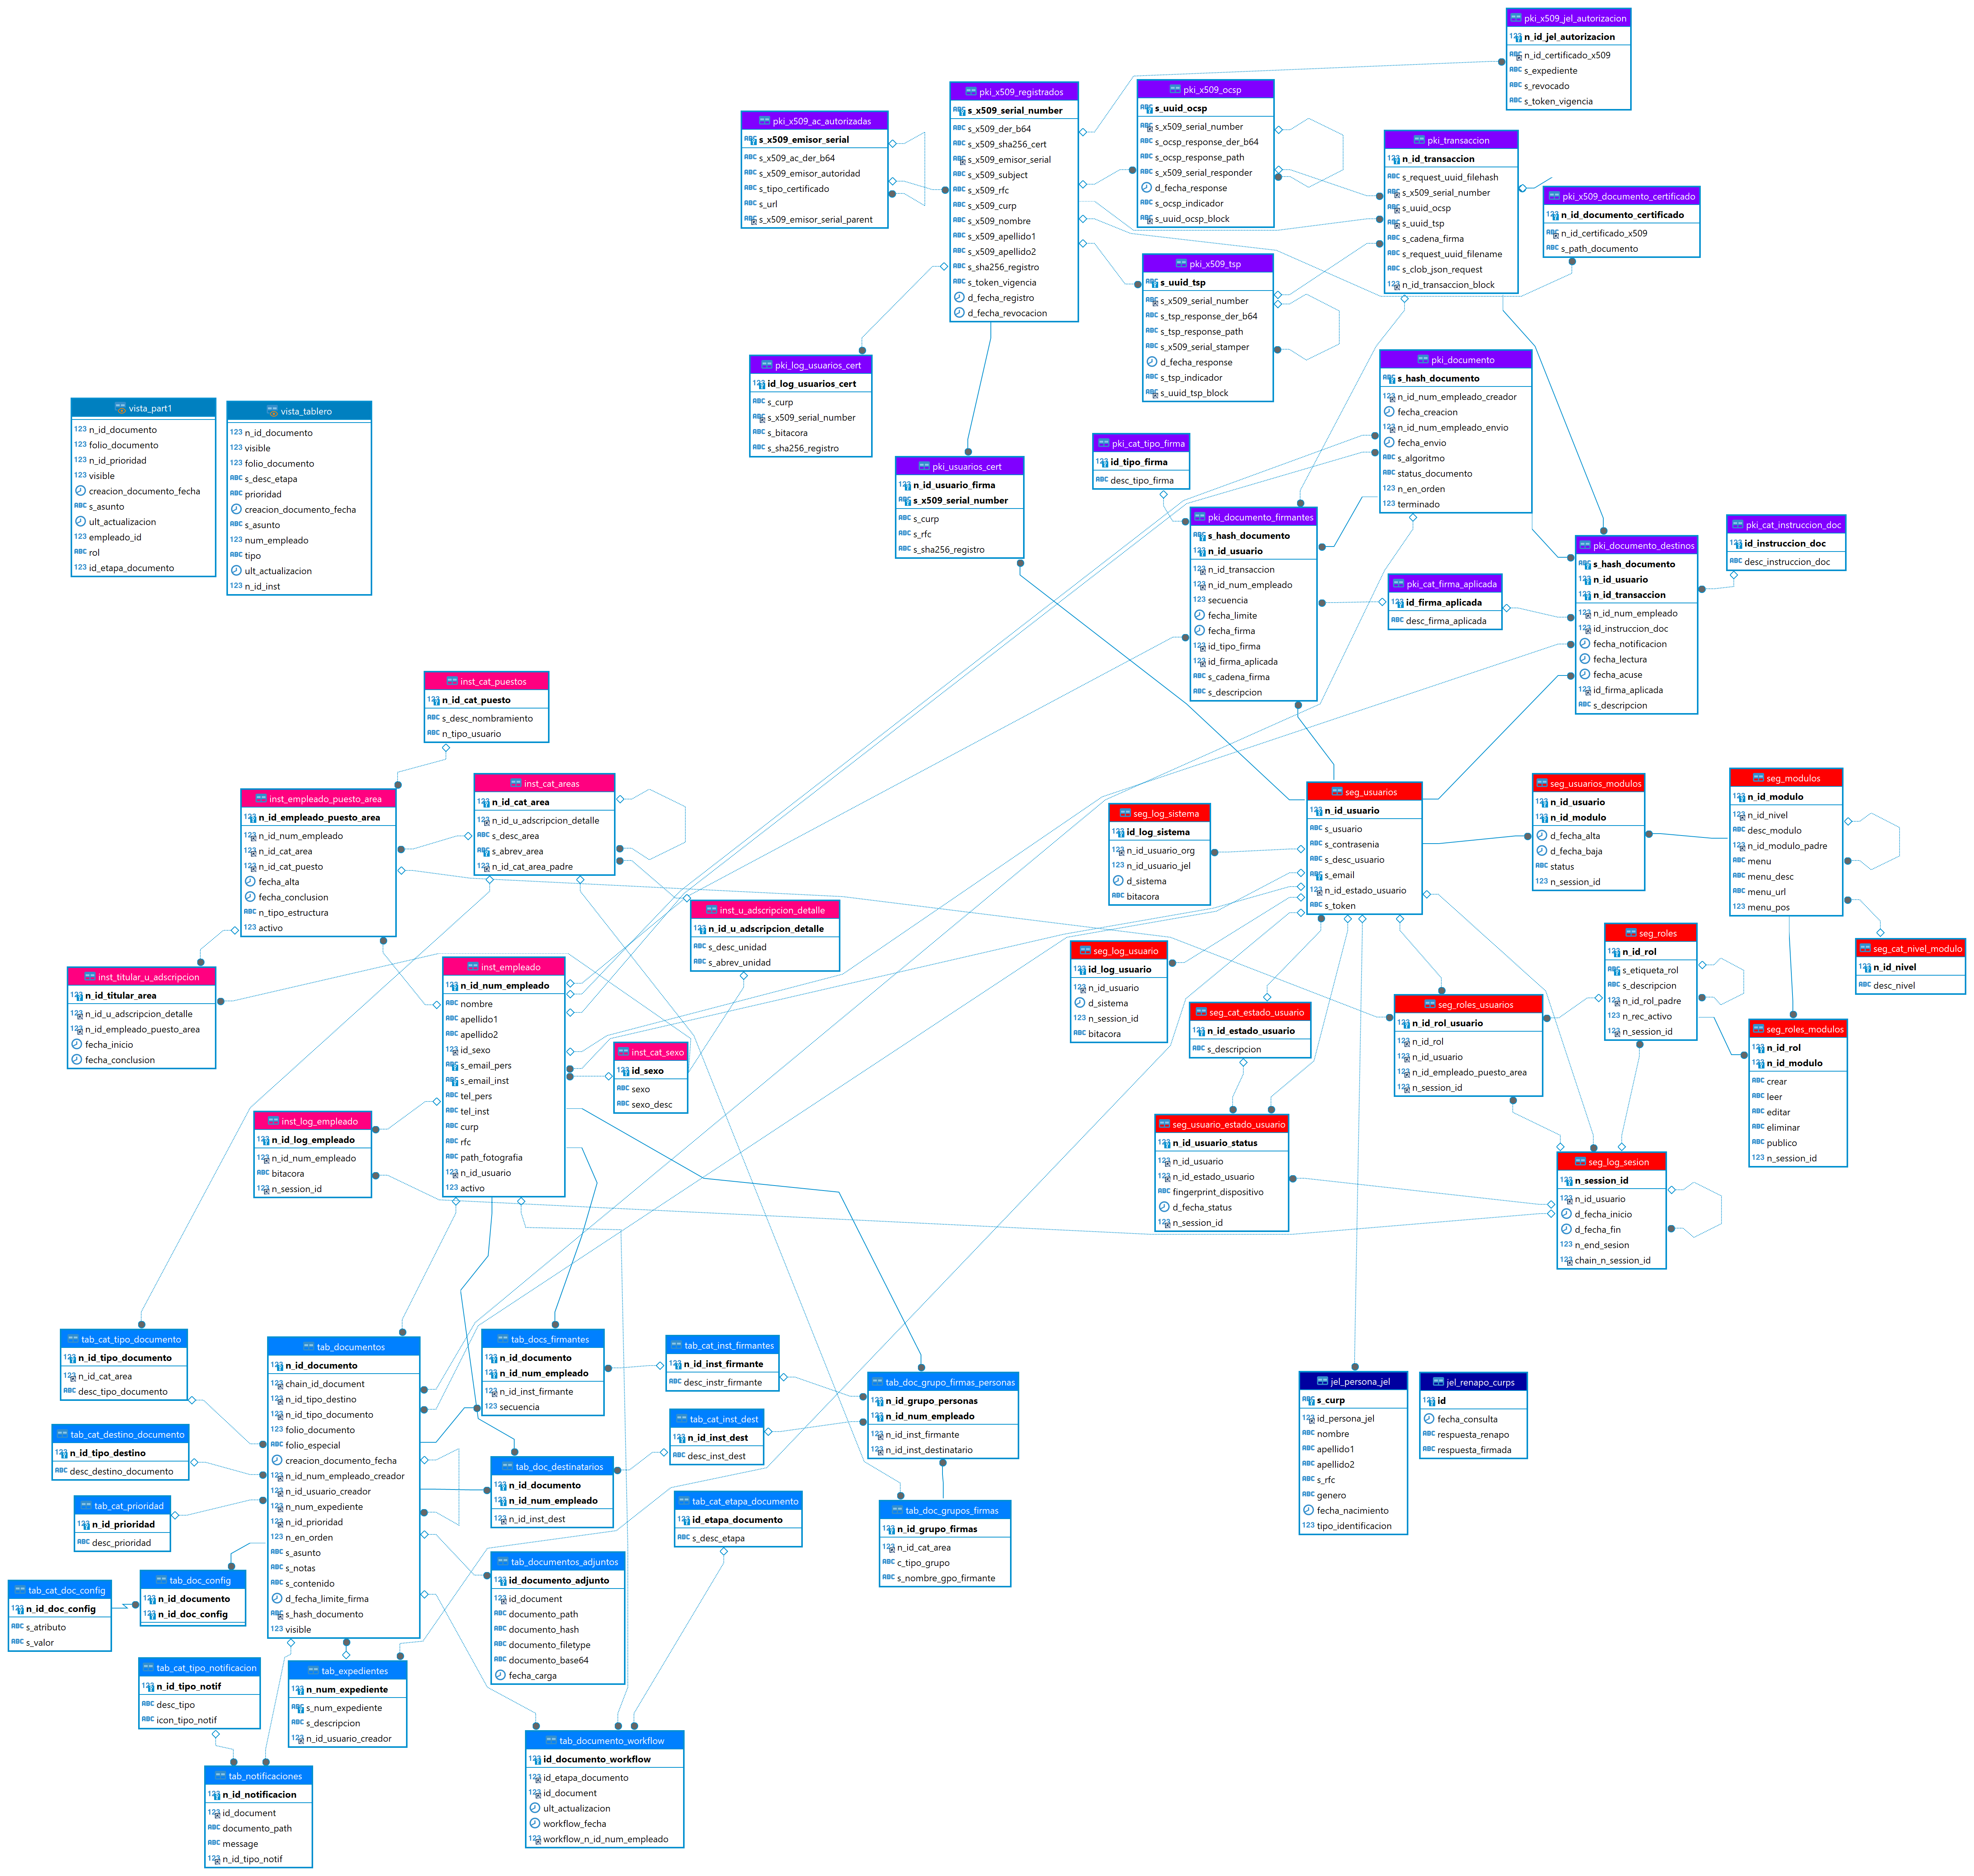 pki_x509_jel_autorizacion
n_id_jel_autorizacion
n_id_certificado_x509
s_expediente
s_revocado
s_token_vigencia
pki_x509_registrados
s_x509_serial_number
s_x509_der_b64
s_x509_sha256_cert
s_x509_emisor_serial
s_x509_subject
s_x509_rfc
s_x509_curp
s_x509_nombre
s_x509_apellido1
s_x509_apellido2
s_sha256_registro
s_token_vigencia
d_fecha_registro
d_fecha_revocacion
pki_x509_ocsp
s_uuid_ocsp
s_x509_serial_number
s_ocsp_response_der_b64
s_ocsp_response_path
s_x509_serial_responder
d_fecha_response
s_ocsp_indicador
s_uuid_ocsp_block
pki_x509_ac_autorizadas
s_x509_emisor_serial
s_x509_ac_der_b64
s_x509_emisor_autoridad
s_tipo_certificado
s_url
s_x509_emisor_serial_parent
pki_transaccion
n_id_transaccion
s_request_uuid_filehash
s_x509_serial_number
s_uuid_ocsp
s_uuid_tsp
s_cadena_firma
s_request_uuid_filename
s_clob_json_request
n_id_transaccion_block
pki_x509_documento_certificado
n_id_documento_certificado
n_id_certificado_x509
s_path_documento
pki_x509_tsp
s_uuid_tsp
s_x509_serial_number
s_tsp_response_der_b64
s_tsp_response_path
s_x509_serial_stamper
d_fecha_response
s_tsp_indicador
s_uuid_tsp_block
pki_log_usuarios_cert
id_log_usuarios_cert
s_curp
s_x509_serial_number
s_bitacora
s_sha256_registro
pki_documento
s_hash_documento
n_id_num_empleado_creador
fecha_creacion
n_id_num_empleado_envio
fecha_envio
s_algoritmo
status_documento
n_en_orden
terminado
vista_part1
n_id_documento
folio_documento
n_id_prioridad
visible
creacion_documento_fecha
s_asunto
ult_actualizacion
empleado_id
rol
id_etapa_documento
vista_tablero
n_id_documento
visible
folio_documento
s_desc_etapa
prioridad
creacion_documento_fecha
s_asunto
num_empleado
tipo
ult_actualizacion
n_id_inst
pki_cat_tipo_firma
id_tipo_firma
desc_tipo_firma
pki_usuarios_cert
n_id_usuario_firma
s_x509_serial_number
s_curp
s_rfc
s_sha256_registro
pki_documento_firmantes
s_hash_documento
n_id_usuario
n_id_transaccion
n_id_num_empleado
secuencia
fecha_limite
fecha_firma
id_tipo_firma
id_firma_aplicada
s_cadena_firma
s_descripcion
pki_cat_instruccion_doc
id_instruccion_doc
desc_instruccion_doc
pki_documento_destinos
s_hash_documento
n_id_usuario
n_id_transaccion
n_id_num_empleado
id_instruccion_doc
fecha_notificacion
fecha_lectura
fecha_acuse
id_firma_aplicada
s_descripcion
pki_cat_firma_aplicada
id_firma_aplicada
desc_firma_aplicada
inst_cat_puestos
n_id_cat_puesto
s_desc_nombramiento
n_tipo_usuario
inst_cat_areas
n_id_cat_area
n_id_u_adscripcion_detalle
s_desc_area
s_abrev_area
n_id_cat_area_padre
inst_empleado_puesto_area
n_id_empleado_puesto_area
n_id_num_empleado
n_id_cat_area
n_id_cat_puesto
fecha_alta
fecha_conclusion
n_tipo_estructura
activo
seg_usuarios
n_id_usuario
s_usuario
s_contrasenia
s_desc_usuario
s_email
n_id_estado_usuario
s_token
seg_usuarios_modulos
n_id_usuario
n_id_modulo
d_fecha_alta
d_fecha_baja
status
n_session_id
seg_modulos
n_id_modulo
n_id_nivel
desc_modulo
n_id_modulo_padre
menu
menu_desc
menu_url
menu_pos
seg_log_sistema
id_log_sistema
n_id_usuario_org
n_id_usuario_jel
d_sistema
bitacora
inst_u_adscripcion_detalle
n_id_u_adscripcion_detalle
s_desc_unidad
s_abrev_unidad
seg_roles
n_id_rol
s_etiqueta_rol
s_descripcion
n_id_rol_padre
n_rec_activo
n_session_id
seg_cat_nivel_modulo
n_id_nivel
desc_nivel
seg_log_usuario
id_log_usuario
n_id_usuario
d_sistema
n_session_id
bitacora
inst_titular_u_adscripcion
n_id_titular_area
n_id_u_adscripcion_detalle
n_id_empleado_puesto_area
fecha_inicio
fecha_conclusion
inst_empleado
n_id_num_empleado
nombre
apellido1
apellido2
id_sexo
s_email_pers
s_email_inst
tel_pers
tel_inst
curp
rfc
path_fotografia
n_id_usuario
activo
seg_cat_estado_usuario
n_id_estado_usuario
s_descripcion
seg_roles_usuarios
n_id_rol_usuario
n_id_rol
n_id_usuario
n_id_empleado_puesto_area
n_session_id
seg_roles_modulos
n_id_rol
n_id_modulo
crear
leer
editar
eliminar
publico
n_session_id
inst_cat_sexo
id_sexo
sexo
sexo_desc
inst_log_empleado
n_id_log_empleado
n_id_num_empleado
bitacora
n_session_id
seg_usuario_estado_usuario
n_id_usuario_status
n_id_usuario
n_id_estado_usuario
fingerprint_dispositivo
d_fecha_status
n_session_id
seg_log_sesion
n_session_id
n_id_usuario
d_fecha_inicio
d_fecha_fin
n_end_sesion
chain_n_session_id
tab_cat_tipo_documento
n_id_tipo_documento
n_id_cat_area
desc_tipo_documento
tab_documentos
n_id_documento
chain_id_document
n_id_tipo_destino
n_id_tipo_documento
folio_documento
folio_especial
creacion_documento_fecha
n_id_num_empleado_creador
n_id_usuario_creador
n_num_expediente
n_id_prioridad
n_en_orden
s_asunto
s_notas
s_contenido
d_fecha_limite_firma
s_hash_documento
visible
tab_docs_firmantes
n_id_documento
n_id_num_empleado
n_id_inst_firmante
secuencia
tab_cat_inst_firmantes
n_id_inst_firmante
desc_instr_firmante
tab_doc_grupo_firmas_personas
n_id_grupo_personas
n_id_num_empleado
n_id_inst_firmante
n_id_inst_destinatario
jel_persona_jel
s_curp
id_persona_jel
nombre
apellido1
apellido2
s_rfc
genero
fecha_nacimiento
tipo_identificacion
jel_renapo_curps
id
fecha_consulta
respuesta_renapo
respuesta_firmada
tab_cat_inst_dest
n_id_inst_dest
desc_inst_dest
tab_cat_destino_documento
n_id_tipo_destino
desc_destino_documento
tab_doc_destinatarios
n_id_documento
n_id_num_empleado
n_id_inst_dest
tab_cat_prioridad
n_id_prioridad
desc_prioridad
tab_cat_etapa_documento
id_etapa_documento
s_desc_etapa
tab_doc_grupos_firmas
n_id_grupo_firmas
n_id_cat_area
c_tipo_grupo
s_nombre_gpo_firmante
tab_documentos_adjuntos
id_documento_adjunto
id_document
documento_path
documento_hash
documento_filetype
documento_base64
fecha_carga
tab_cat_doc_config
n_id_doc_config
s_atributo
s_valor
tab_doc_config
n_id_documento
n_id_doc_config
tab_cat_tipo_notificacion
n_id_tipo_notif
desc_tipo
icon_tipo_notif
tab_expedientes
n_num_expediente
s_num_expediente
s_descripcion
n_id_usuario_creador
tab_documento_workflow
id_documento_workflow
id_etapa_documento
id_document
ult_actualizacion
workflow_fecha
workflow_n_id_num_empleado
tab_notificaciones
n_id_notificacion
id_document
documento_path
message
n_id_tipo_notif